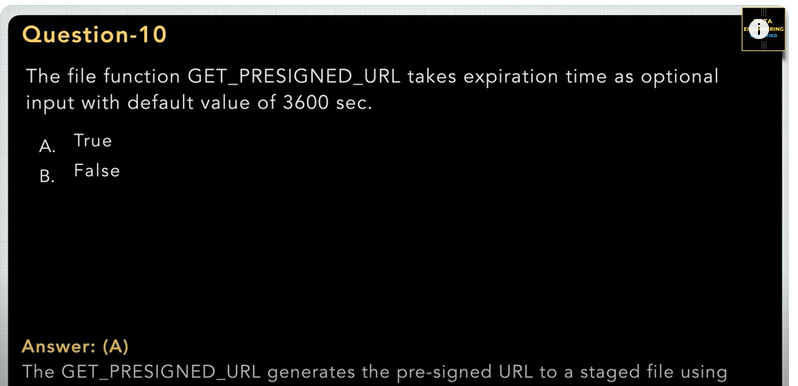 Question-10
The file function GET_PRESIGNED_URL takes expiration time as optional
input with default value of 3600 sec.
A. True
B. False
Answer: (A)
The GET_PRESIGNED_URL generates the pre-signed URL to a staged file using